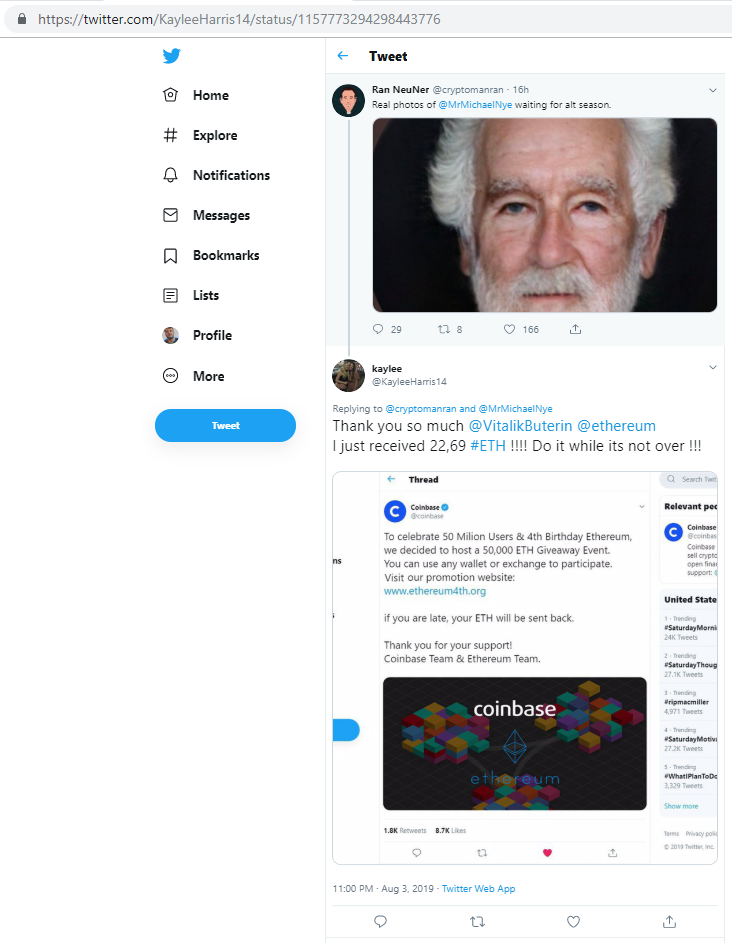 https://twitter.com/KayleeHarris14/status/1157773294298443776
Home
Explore
Notifications
Messages
Bookmarks
Lists
Profile
More
Tweet
Tweet
Ran NeuNer @cryptomanran · 16h
Real photos of @MrMichaelNye waiting for alt season.
29 8 166
kaylee
@KayleeHarris14
Replying to @cryptomanran and @MrMichaelNye
Thank you so much @VitalikButerin @ethereum
I just received 22,69 #ETH !!!! Do it while its not over !!!
Thread
Coinbase
@coinbase
To celebrate 50 Milion Users & 4th Birthday Ethereum,
we decided to host a 50,000 ETH Giveaway Event.
You can use any wallet or exchange to participate.
Visit our promotion website:
www.ethereum4th.org
if you are late, your ETH will be sent back.
Thank you for your support!
Coinbase Team & Ethereum Team.
coinbase
ethereum
1.8K Retweets 8.7K Likes
ns
Search Twit
Relevant peo
Coinbase
@coinbas
Coinbase
sell crypto
open finan
support:
United State
1 · Trending
#SaturdayMorni
24K Tweets
2 · Trending
#SaturdayThoug
27.1K Tweets
3 · Trending
#ripmacmiller
4,971 Tweets
4 · Trending
#SaturdayMotiva
27.2K Tweets
5 · Trending
#WhatIPlanToDo
3,329 Tweets
Show more
Terms Privacy polic
© 2019 Twitter, Inc.
11:00 PM · Aug 3, 2019 · Twitter Web App